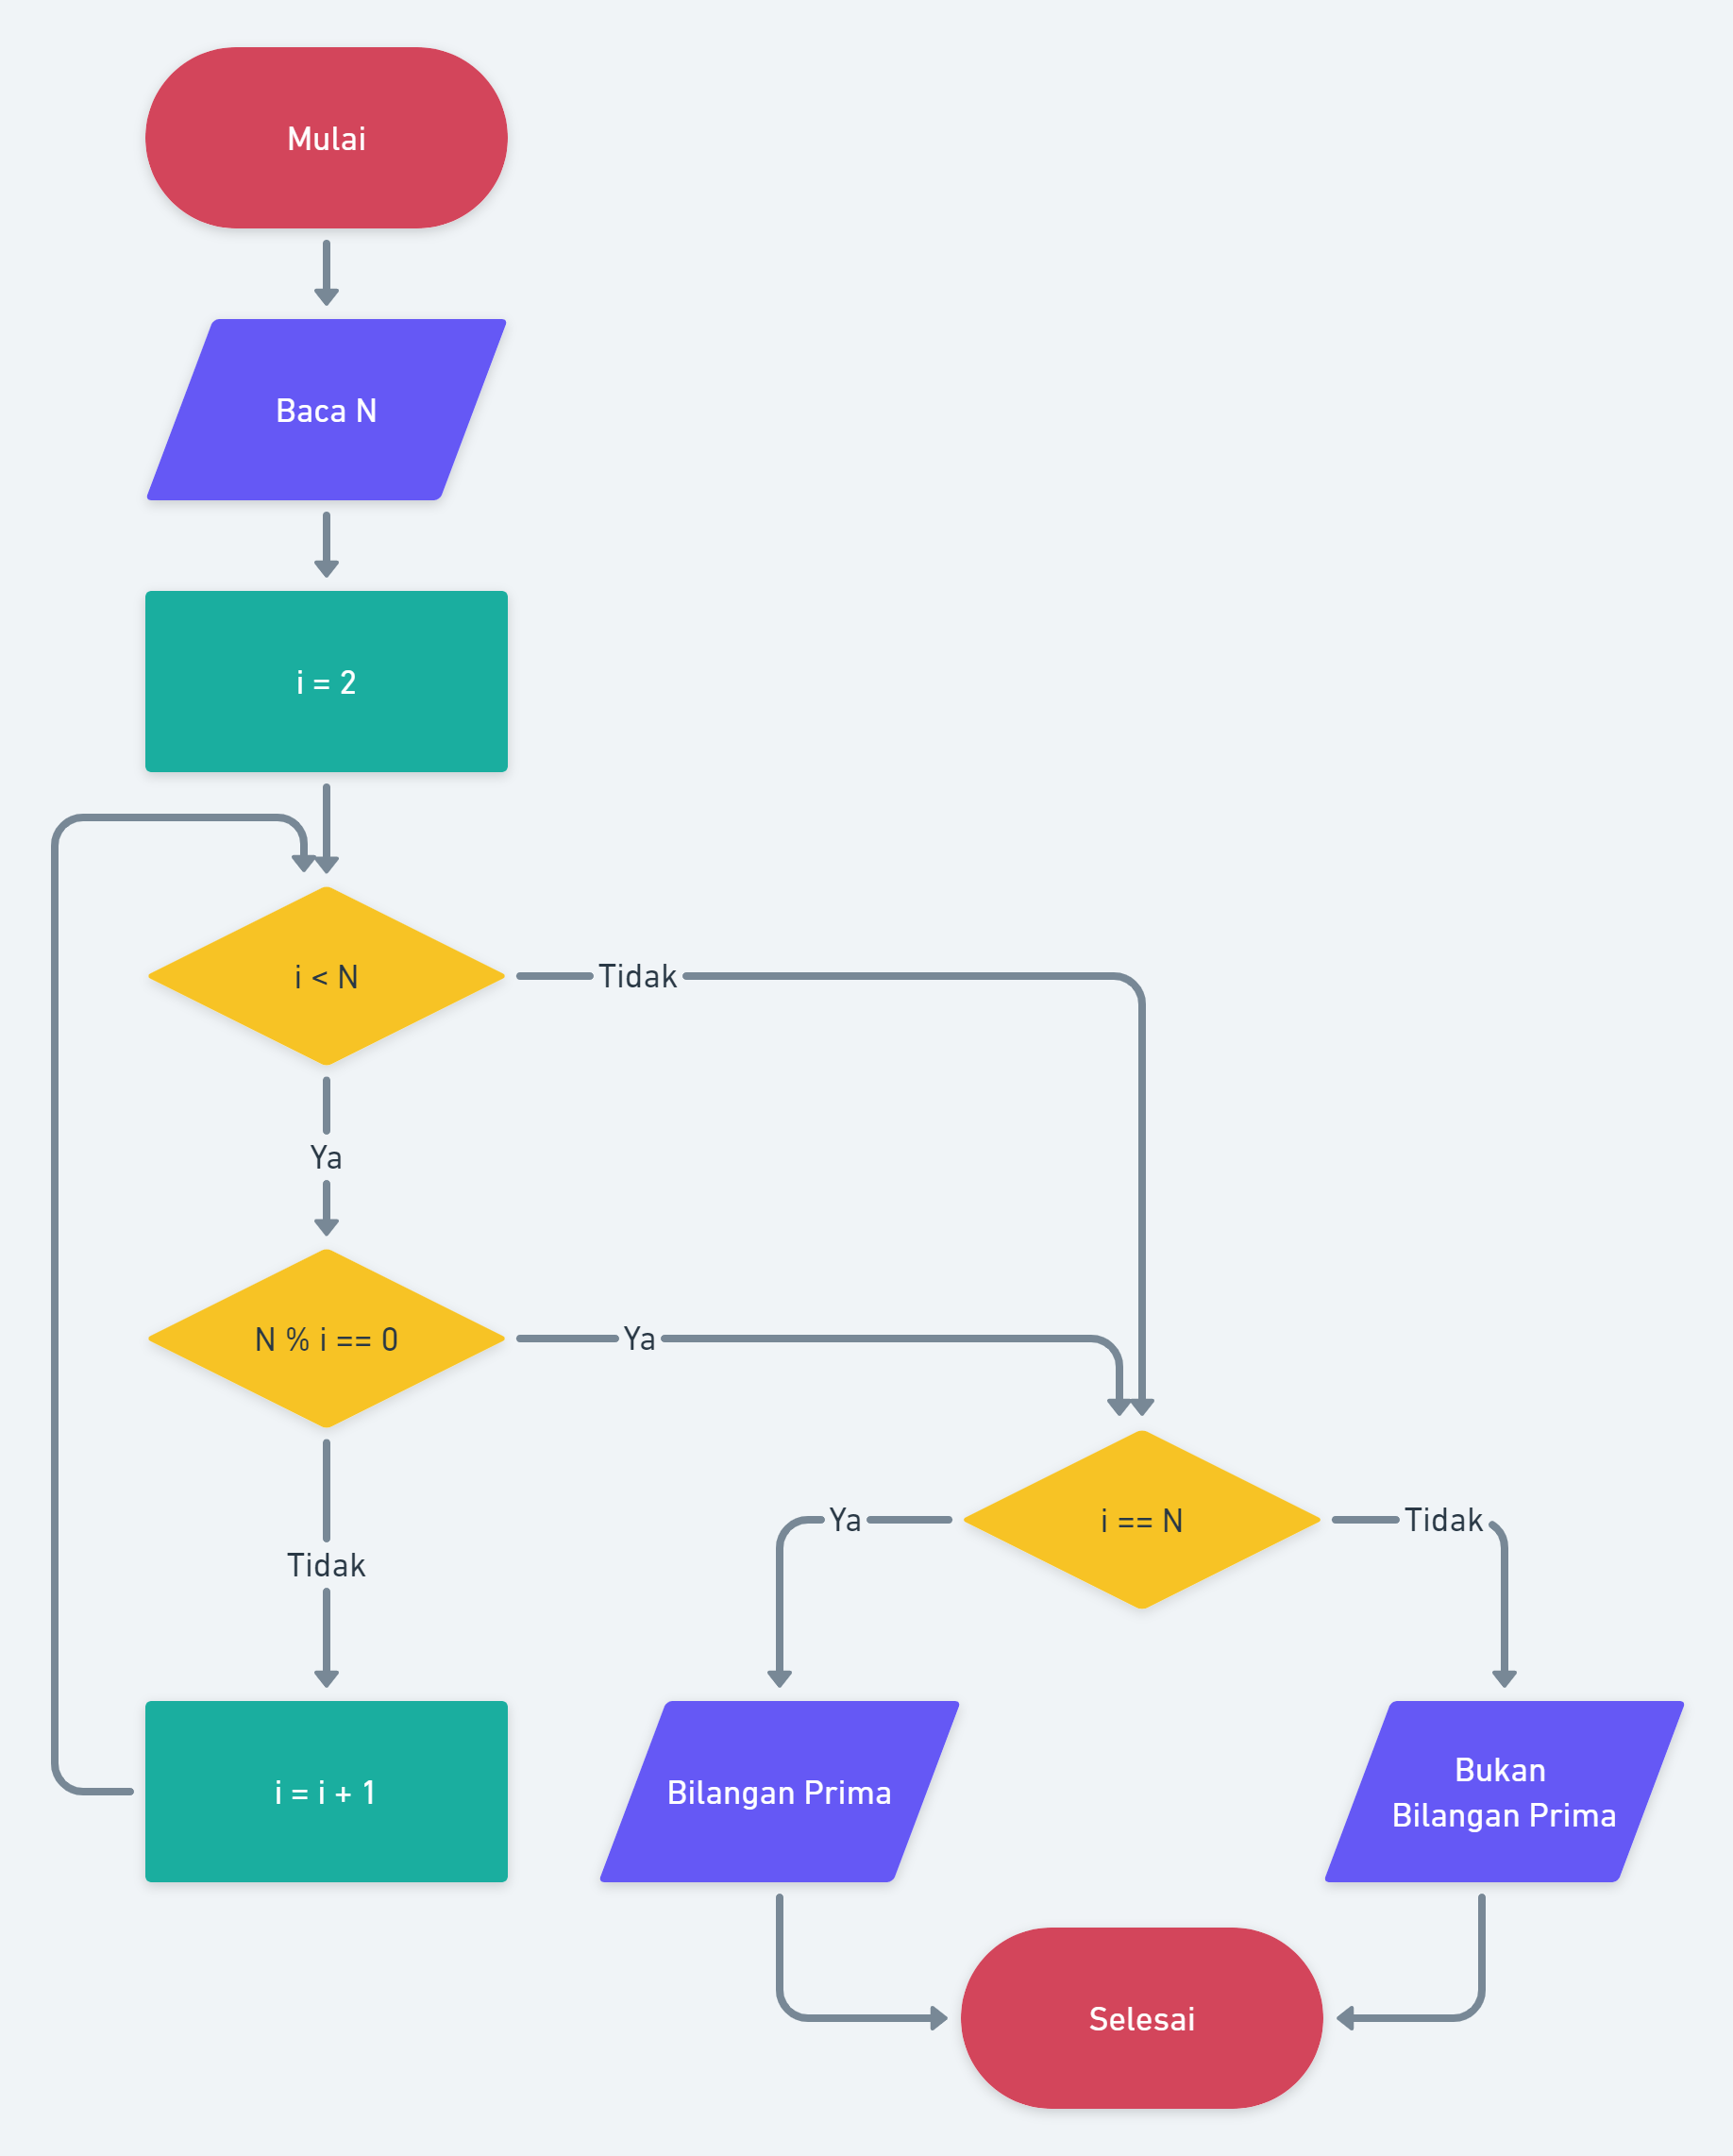 Mulai
Baca N
i = 2
i < N
Tidak
Ya
N % i == 0
Ya
Tidak
i = i + 1
i == N
Ya
Tidak
Bilangan Prima
Bukan
Bilangan Prima
Selesai